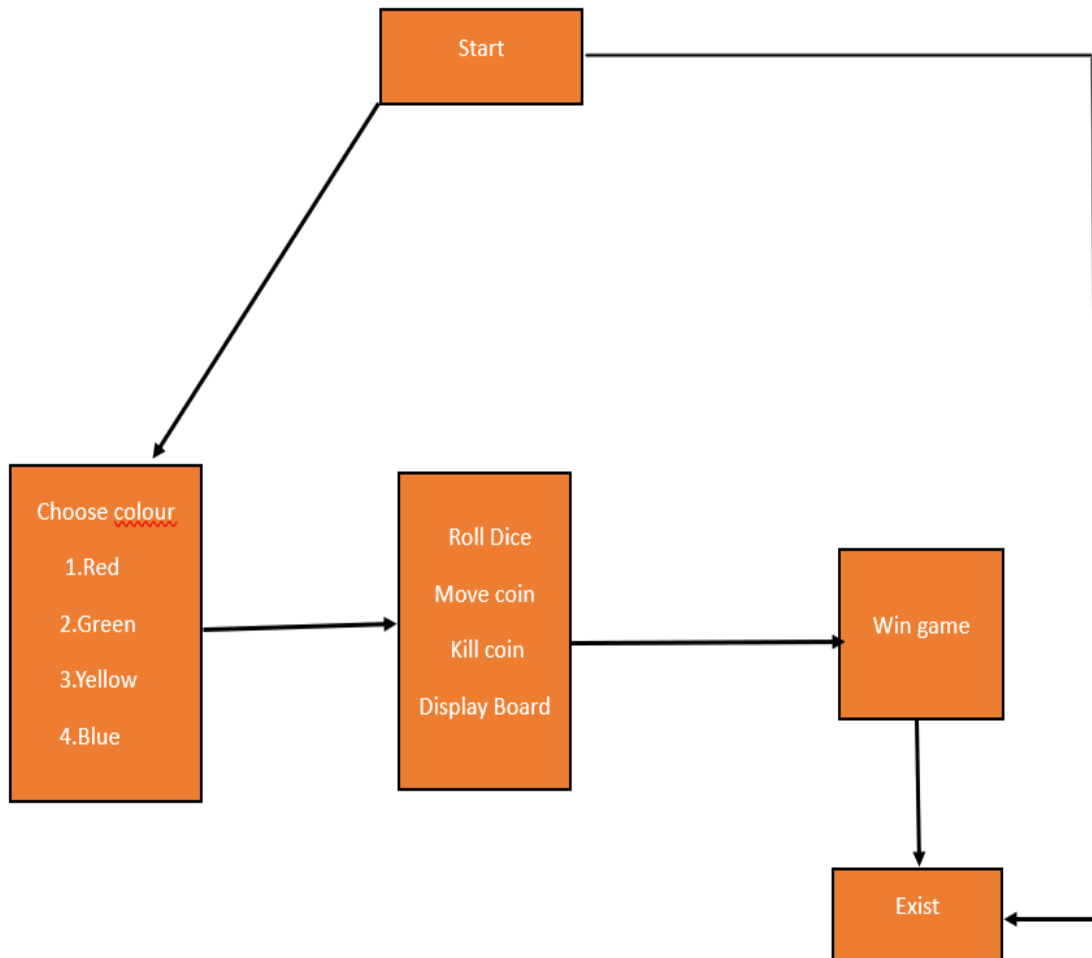 Start
Choose colour
1.Red
2.Green
3.Yellow
4.Blue
Roll Dice
Move coin
Kill coin
Display Board
Win game
Exist